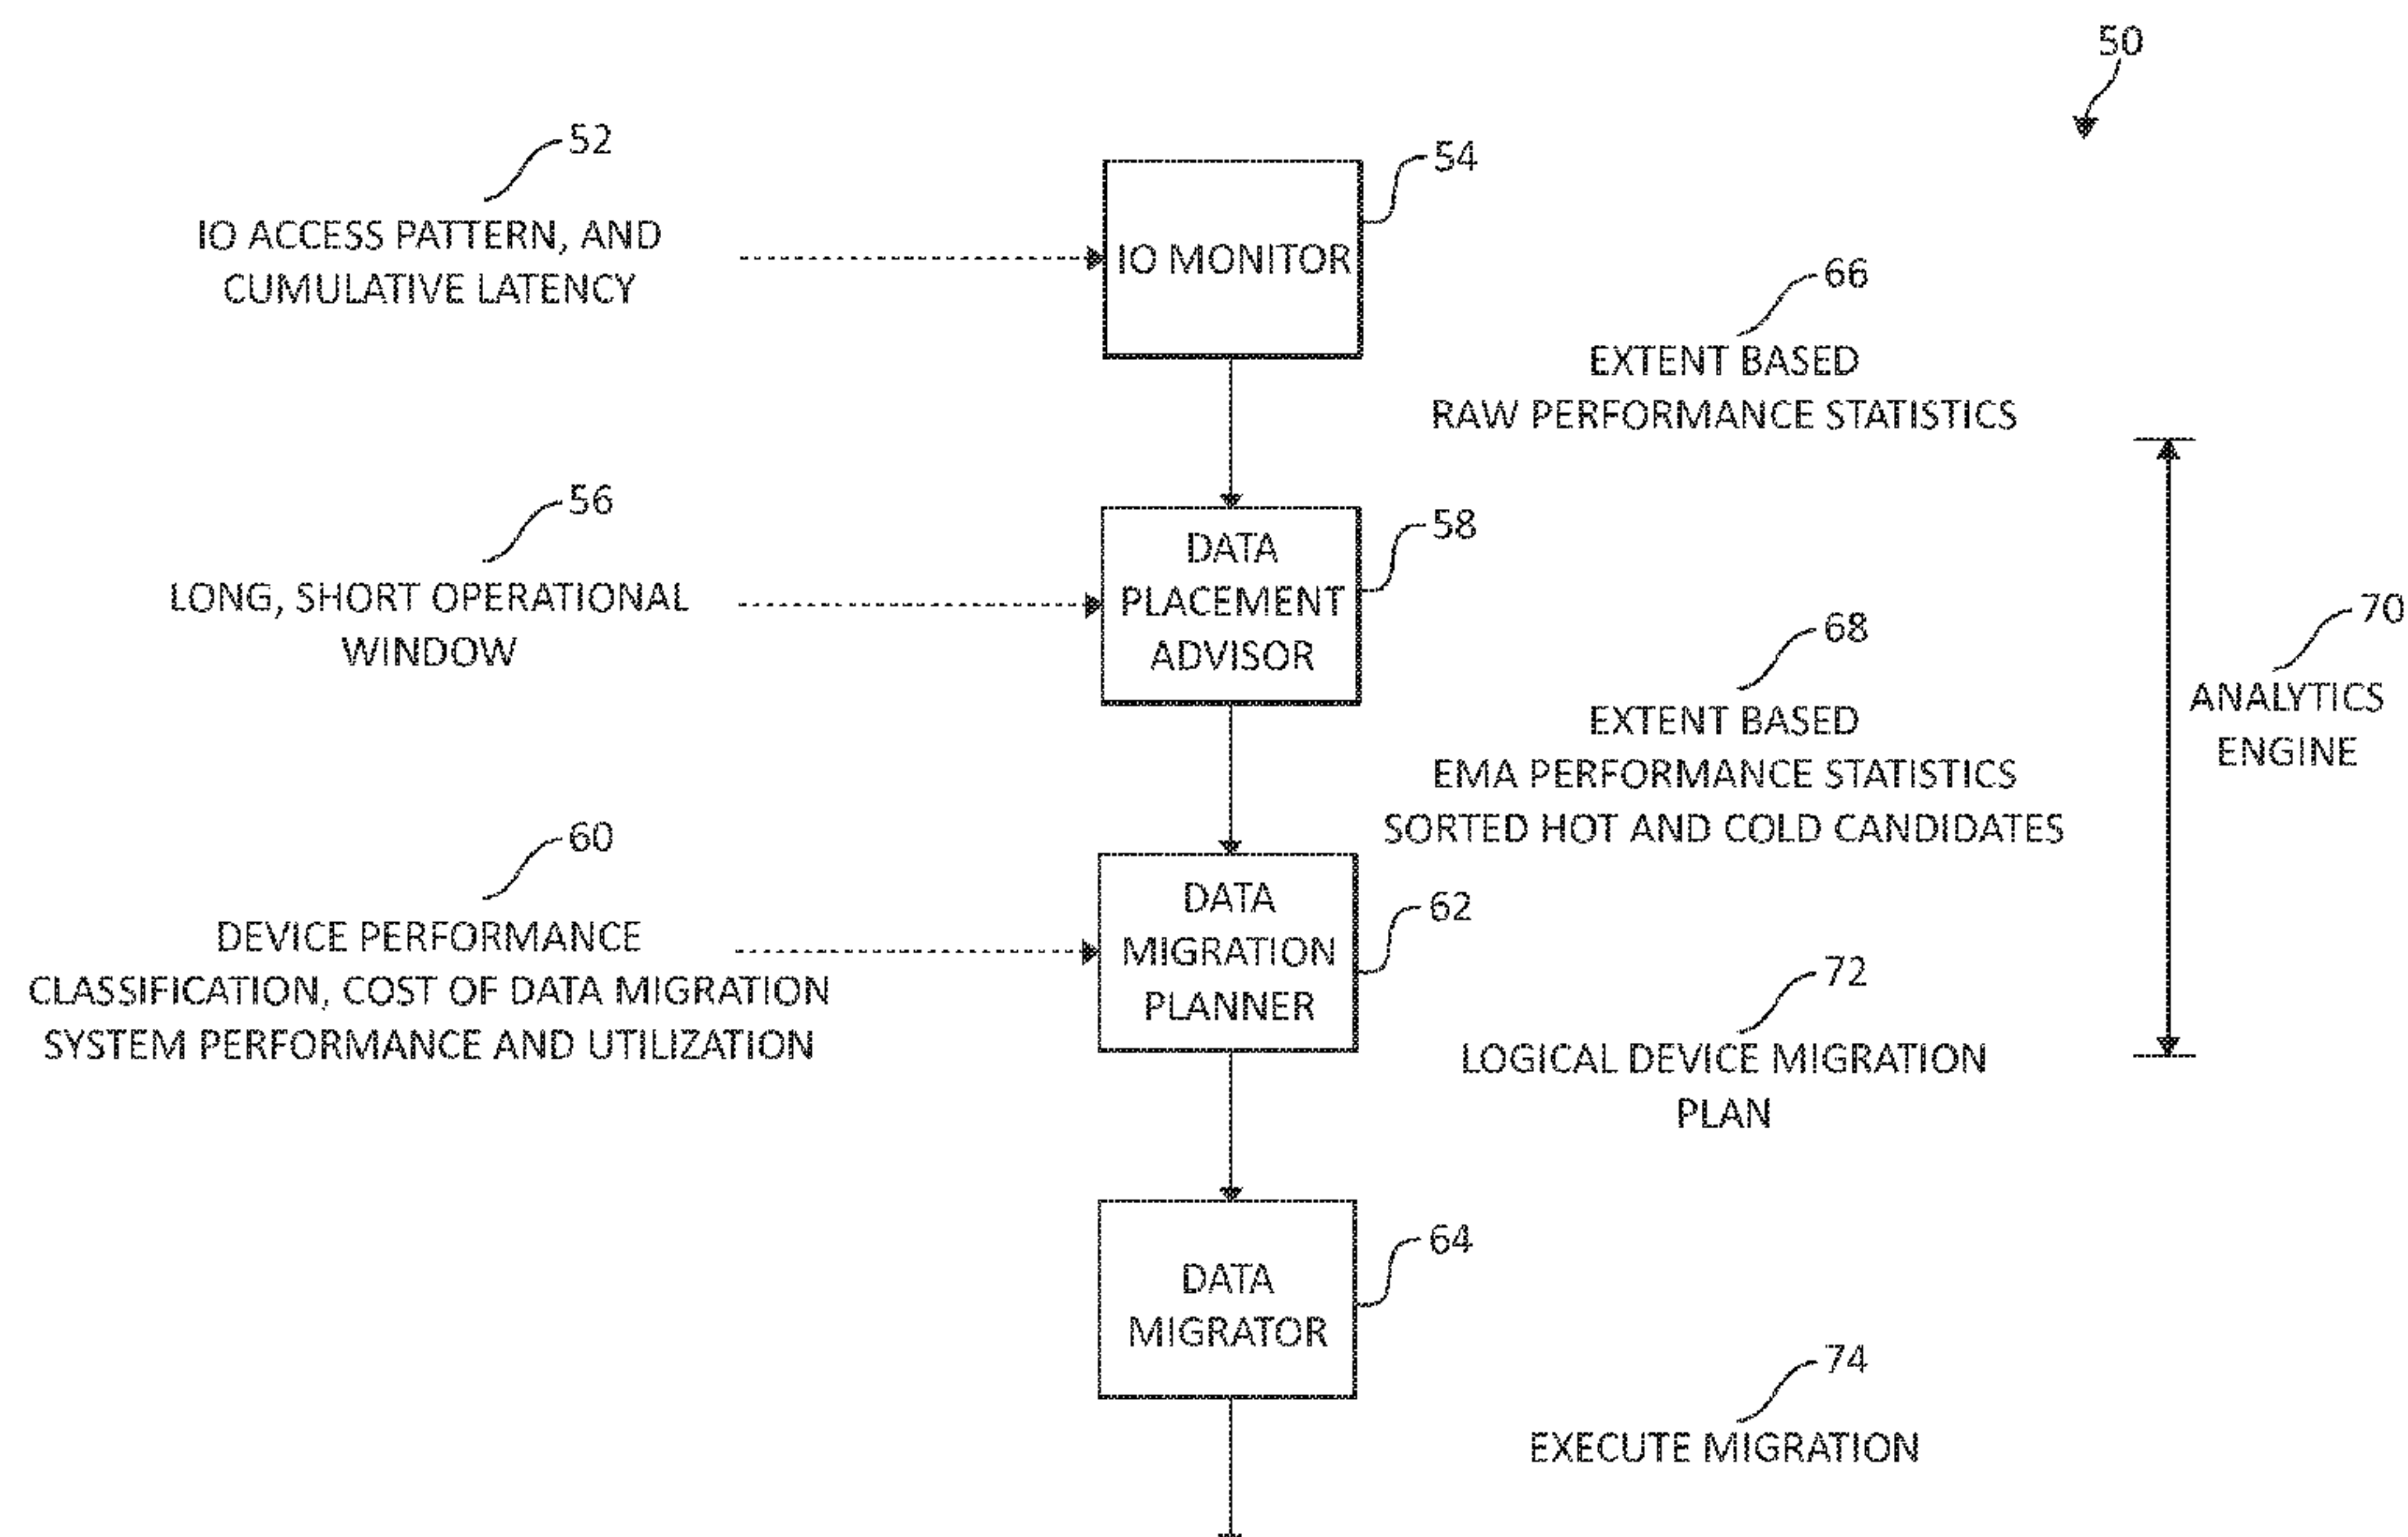 50
52
IO ACCESS PATTERN, AND
CUMULATIVE LATENCY
54
IO MONITOR
66
EXTENT BASED
RAW PERFORMANCE STATISTICS
56
LONG, SHORT OPERATIONAL
WINDOW
58
DATA
PLACEMENT
ADVISOR
68
EXTENT BASED
EMA PERFORMANCE STATISTICS
SORTED HOT AND COLD CANDIDATES
70
ANALYTICS
ENGINE
60
DEVICE PERFORMANCE
CLASSIFICATION, COST OF DATA MIGRATION
SYSTEM PERFORMANCE AND UTILIZATION
62
DATA
MIGRATION
PLANNER
72
LOGICAL DEVICE MIGRATION
PLAN
64
DATA
MIGRATOR
74
EXECUTE MIGRATION